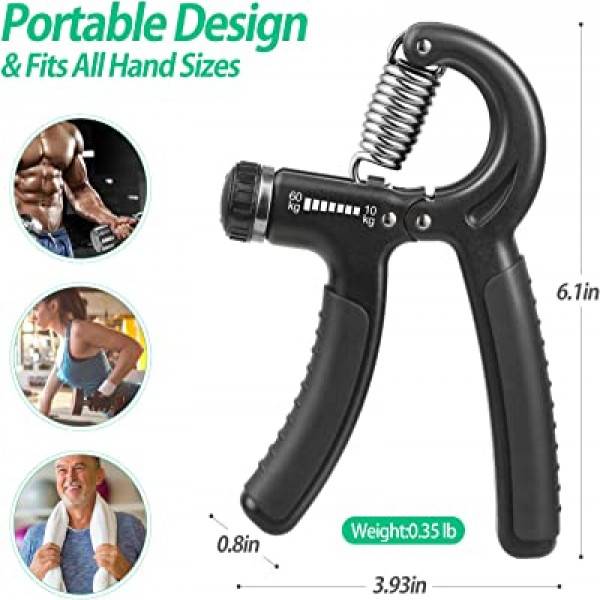 Portable Design
& Fits All Hand Sizes
60
kg
10
kg
6.1in
Weight:0.35 lb
0.8in
3.93in